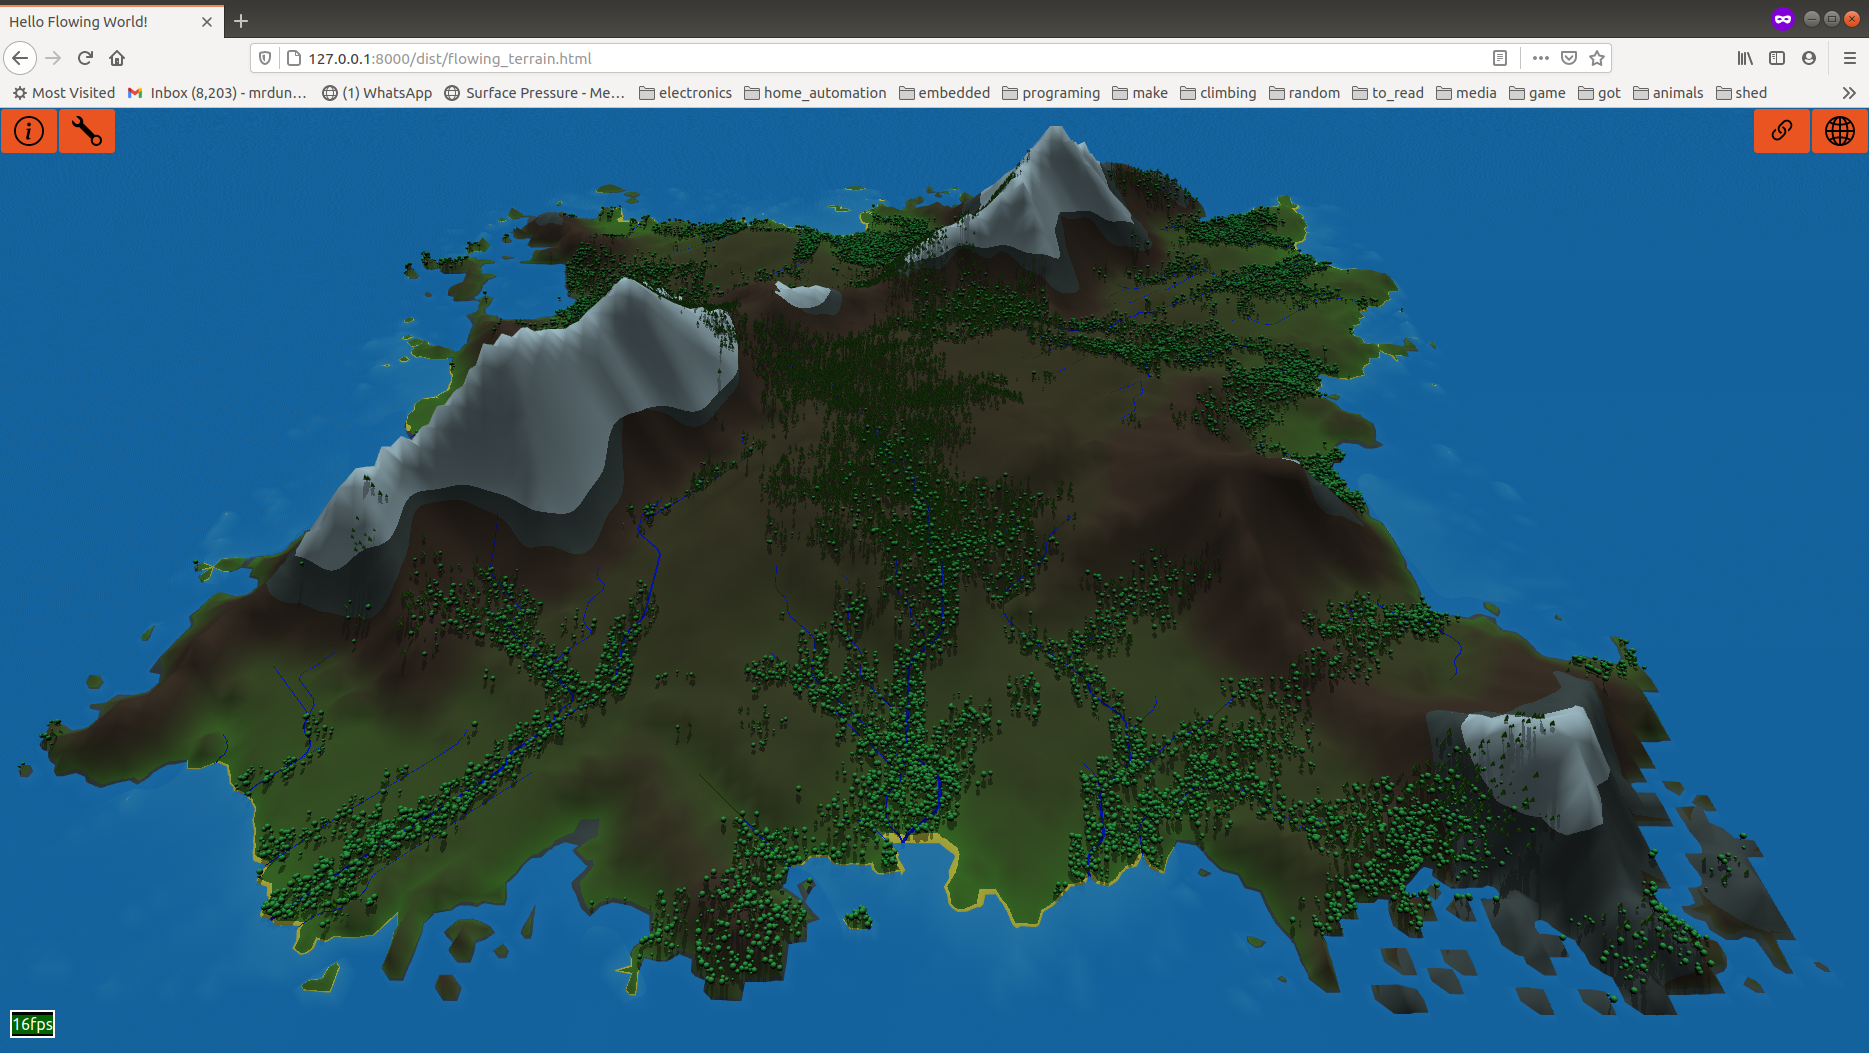 Hello Flowing World!
127.0.0.1:8000/dist/flowing_terrain.html
Most Visited Inbox (8,203) - mrdun... (1) WhatsApp Surface Pressure - Me... electronics home_automation embedded programing make climbing random to_read media game got animals shed
i
16fps